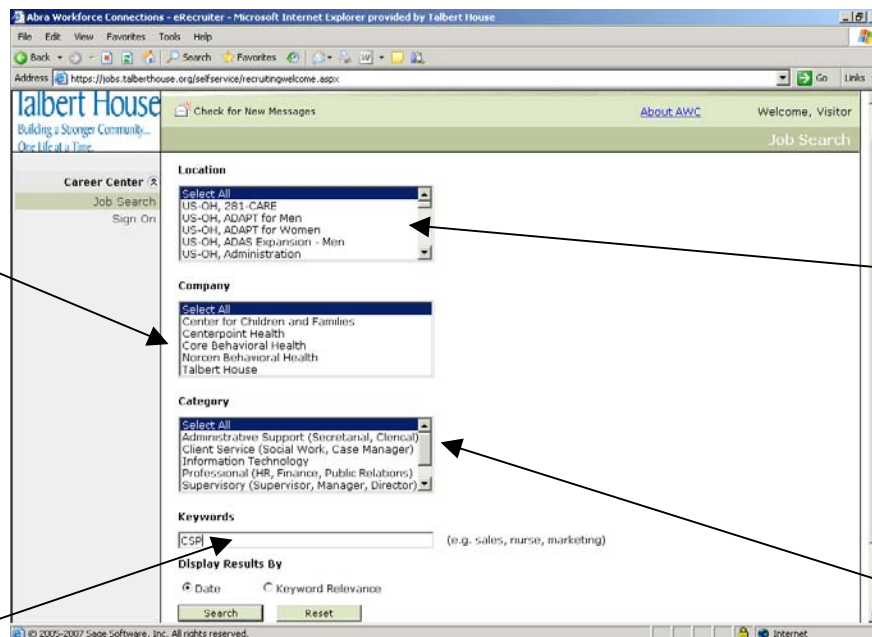 Abra Workforce Connections - eRecruiter - Microsoft Internet Explorer provided by Talbert House
File Edit View Favorites Tools Help
Back Search Favorites
Address https://jobs.talberthouse.org/selfservice/recruitingwelcome.aspx Go Links
Talbert House
Building a Stronger Community...
One Life at a Time.
Check for New Messages About AWC Welcome, Visitor
Job Search
Career Center
Job Search
Sign On
Location
Select All
US-OH, 281-CARE
US-OH, ADAPT for Men
US-OH, ADAPT for Women
US-OH, ADAS Expansion - Men
US-OH, Administration
Company
Select All
Center for Children and Families
Centerpoint Health
Core Behavioral Health
Norcen Behavioral Health
Talbert House
Category
Select All
Administrative Support (Secretarial, Clerical)
Client Service (Social Work, Case Manager)
Information Technology
Professional (HR, Finance, Public Relations)
Supervisory (Supervisor, Manager, Director)
Keywords
CSP (e.g. sales, nurse, marketing)
Display Results By
Date Keyword Relevance
Search Reset
© 2005-2007 Sage Software, Inc. All rights reserved. Internet